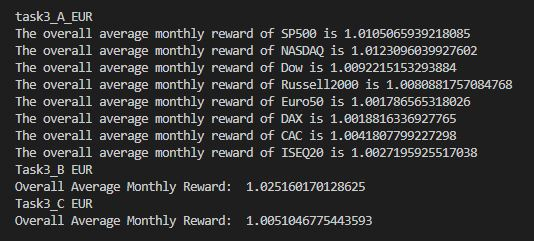 task3_A_EUR
The overall average monthly reward of SP500 is 1.0105065939218085
The overall average monthly reward of NASDAQ is 1.0123096039927602
The overall average monthly reward of Dow is 1.0092215153293884
The overall average monthly reward of Russell2000 is 1.0080881757084768
The overall average monthly reward of Euro50 is 1.001786565318026
The overall average monthly reward of DAX is 1.0018816336927765
The overall average monthly reward of CAC is 1.0041807799227298
The overall average monthly reward of ISEQ20 is 1.0027195925517038
Task3_B EUR
Overall Average Monthly Reward:  1.025160170128625
Task3_C EUR
Overall Average Monthly Reward:  1.0051046775443593